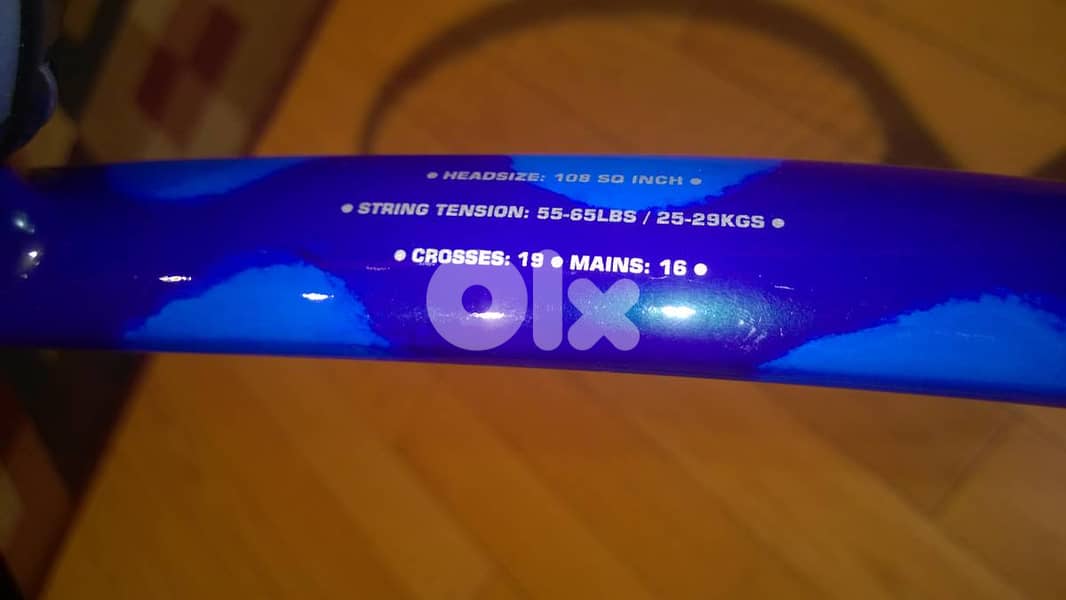 • HEADSIZE: 108 SQ INCH •
• STRING TENSION: 55-65LBS / 25-29KGS •
• CROSSES: 19 • MAINS: 16 •
Olx